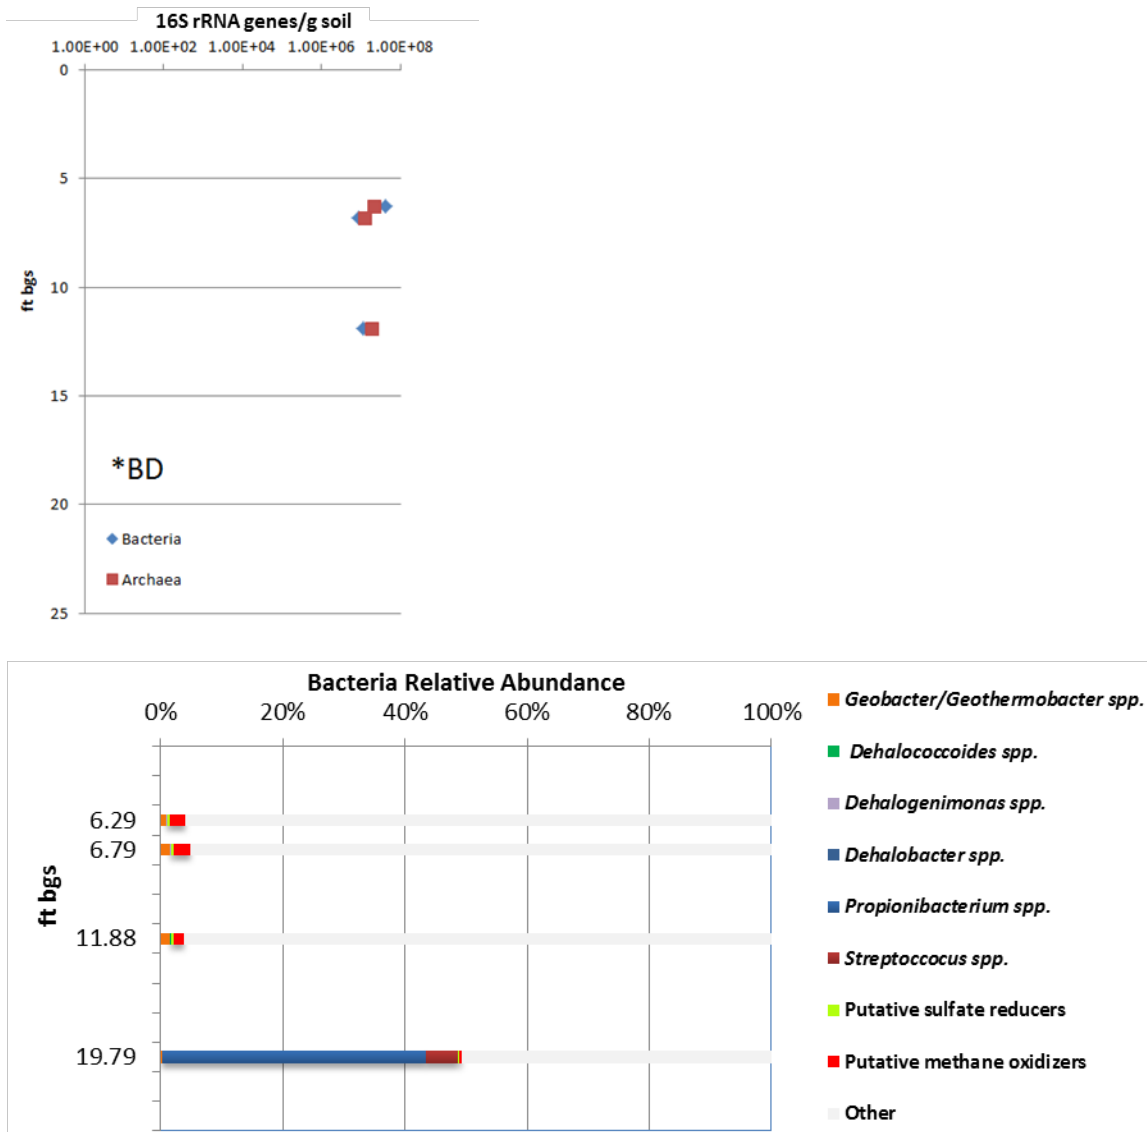 16S rRNA genes/g soil
1.00E+00 1.00E+02 1.00E+04 1.00E+06 1.00E+08
0
5
10
15
20
25
ft bgs
*BD
Bacteria
Archaea
Bacteria Relative Abundance
0% 20% 40% 60% 80% 100%
6.29
6.79
11.88
19.79
ft bgs
Geobacter/Geothermobacter spp.
Dehalococcoides spp.
Dehalogenimonas spp.
Dehalobacter spp.
Propionibacterium spp.
Streptoccocus spp.
Putative sulfate reducers
Putative methane oxidizers
Other